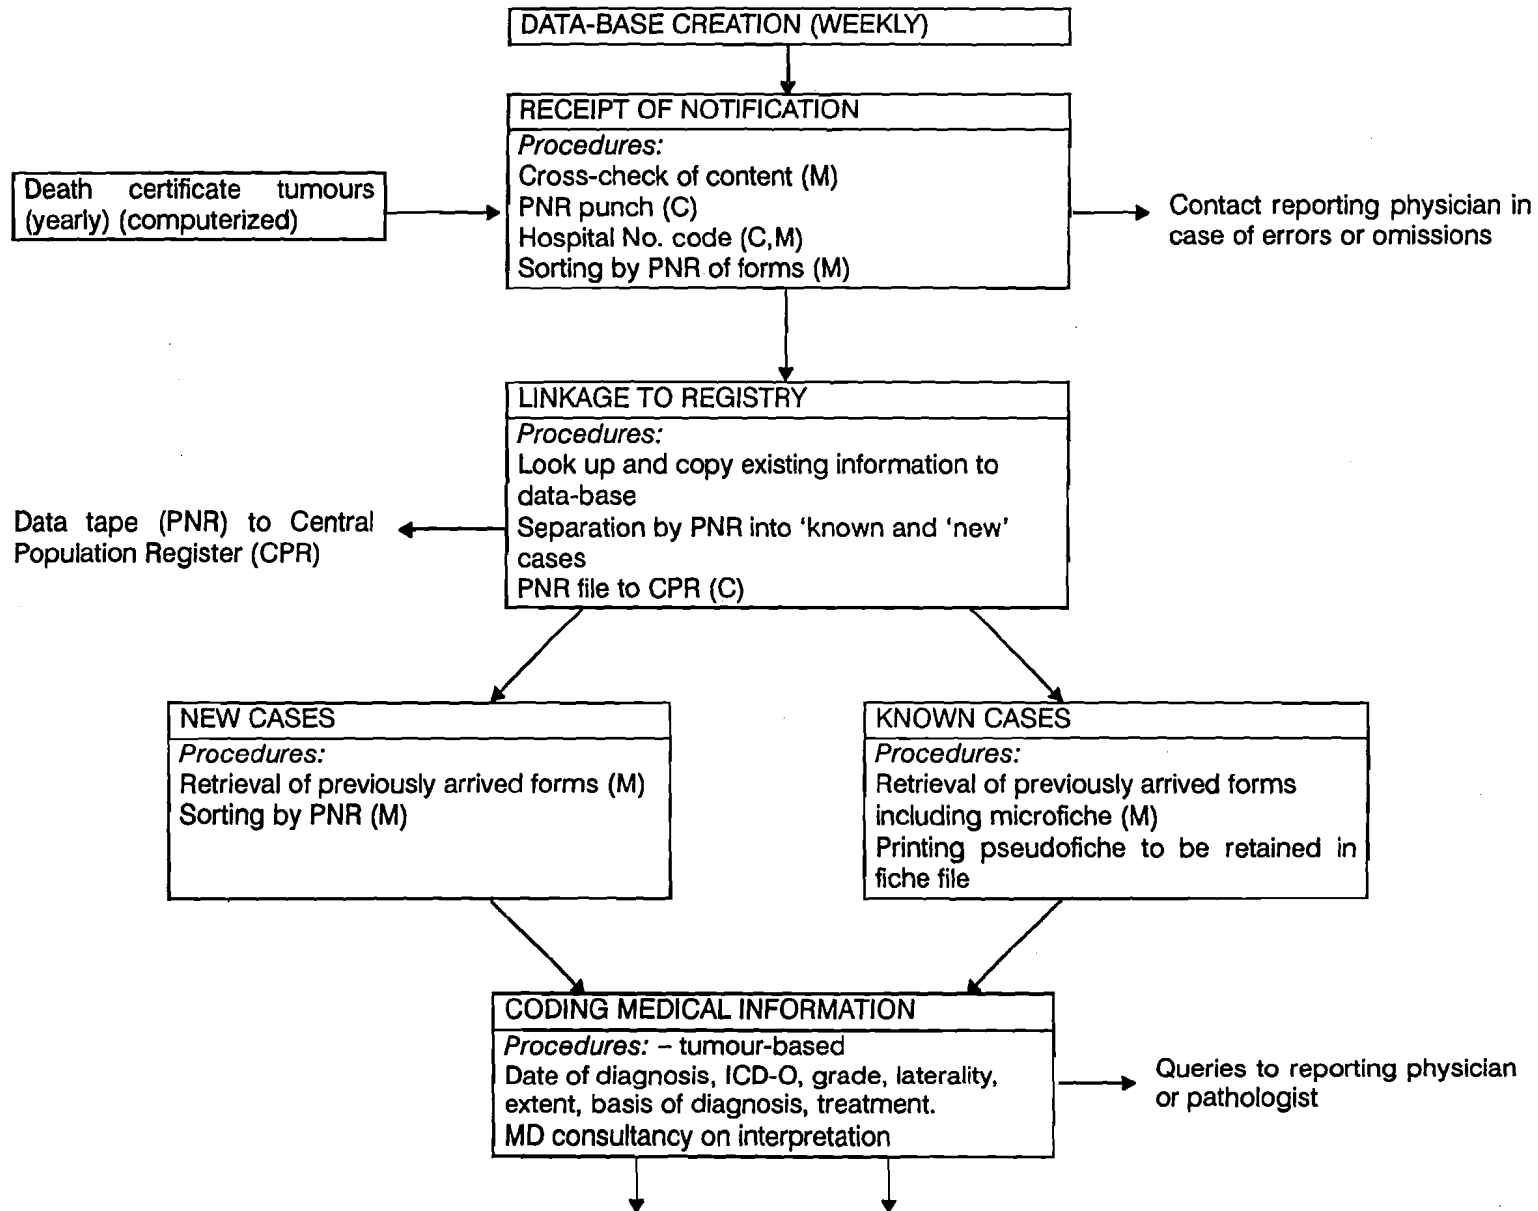 DATA-BASE CREATION (WEEKLY)
RECEIPT OF NOTIFICATION
Procedures:
Cross-check of content (M)
PNR punch (C)
Hospital No. code (C,M)
Sorting by PNR of forms (M)
Death certificate tumours
(yearly) (computerized)
Contact reporting physician in
case of errors or omissions
LINKAGE TO REGISTRY
Procedures:
Look up and copy existing information to
data-base
Separation by PNR into ‘known and ‘new’
cases
PNR file to CPR (C)
Data tape (PNR) to Central
Population Register (CPR)
NEW CASES
Procedures:
Retrieval of previously arrived forms (M)
Sorting by PNR (M)
KNOWN CASES
Procedures:
Retrieval of previously arrived forms
including microfiche (M)
Printing pseudofiche to be retained in
fiche file
CODING MEDICAL INFORMATION
Procedures: – tumour-based
Date of diagnosis, ICD-O, grade, laterality,
extent, basis of diagnosis, treatment.
MD consultancy on interpretation
Queries to reporting physician
or pathologist